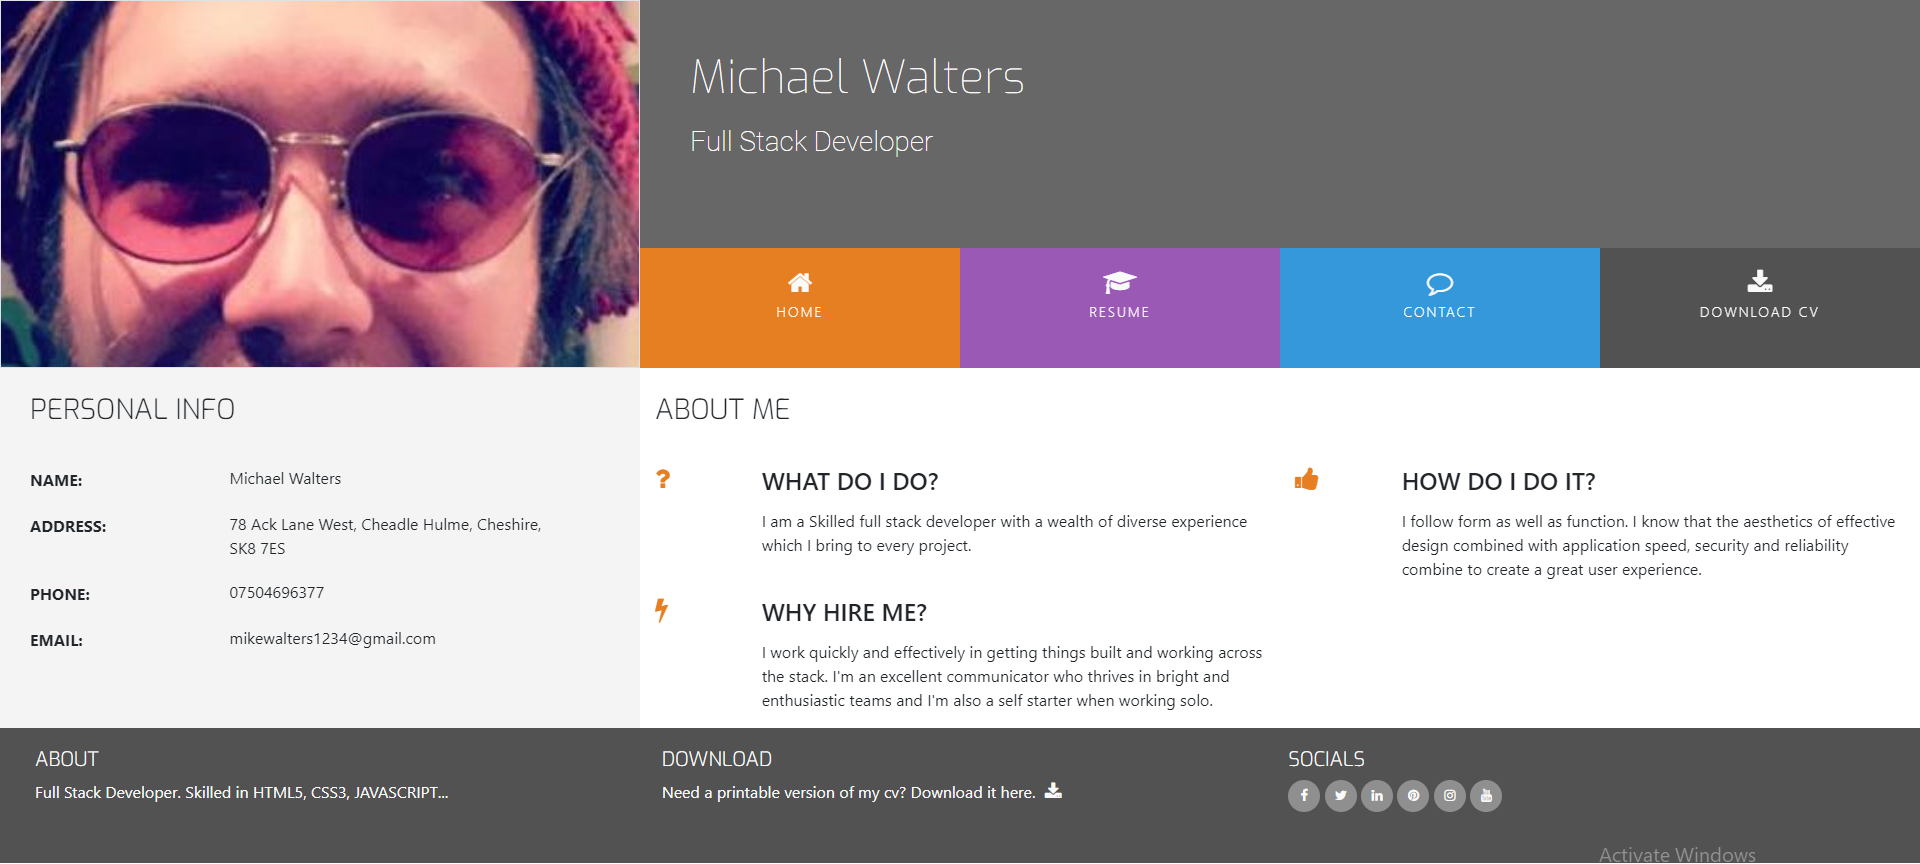 Michael Walters
Full Stack Developer
HOME
RESUME
CONTACT
DOWNLOAD CV
PERSONAL INFO
NAME:
Michael Walters
ADDRESS:
78 Ack Lane West, Cheadle Hulme, Cheshire,
SK8 7ES
PHONE:
07504696377
EMAIL:
mikewalters1234@gmail.com
ABOUT ME
?
WHAT DO I DO?
I am a Skilled full stack developer with a wealth of diverse experience
which I bring to every project.
HOW DO I DO IT?
I follow form as well as function. I know that the aesthetics of effective
design combined with application speed, security and reliability
combine to create a great user experience.
WHY HIRE ME?
I work quickly and effectively in getting things built and working across
the stack. I'm an excellent communicator who thrives in bright and
enthusiastic teams and I'm also a self starter when working solo.
ABOUT
Full Stack Developer. Skilled in HTML5, CSS3, JAVASCRIPT...
DOWNLOAD
Need a printable version of my cv? Download it here.
SOCIALS
Activate Windows